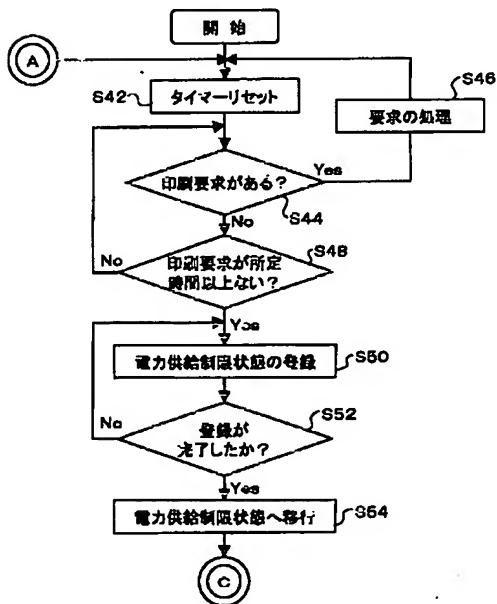 開始
A
S42
タイマーリセット
S46
要求の処理
印刷要求がある?
Yes
S44
No
S48
印刷要求が所定
時間以上ない?
No
Yes
電力供給制限状態の登録
S50
S52
登録が
完了したか?
No
Yes
電力供給制限状態へ移行
S54
C